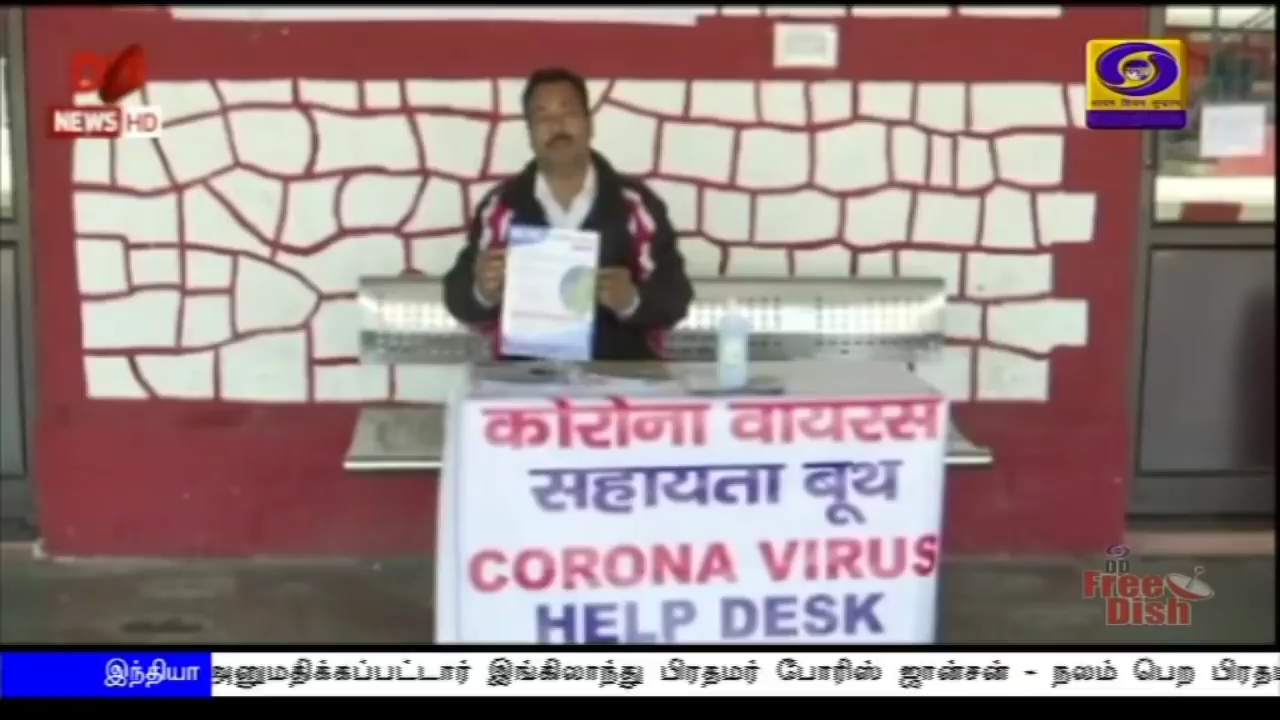 NEWS HD
कोरोना वायरस
सहायता बूथ
CORONA VIRUS
HELP DESK
DD
Free
Dish
இந்தியா
அனுமதிக்கப்பட்டார் இங்கிலாந்து பிரதமர் போரிஸ் ஜான்சன் - நலம் பெற